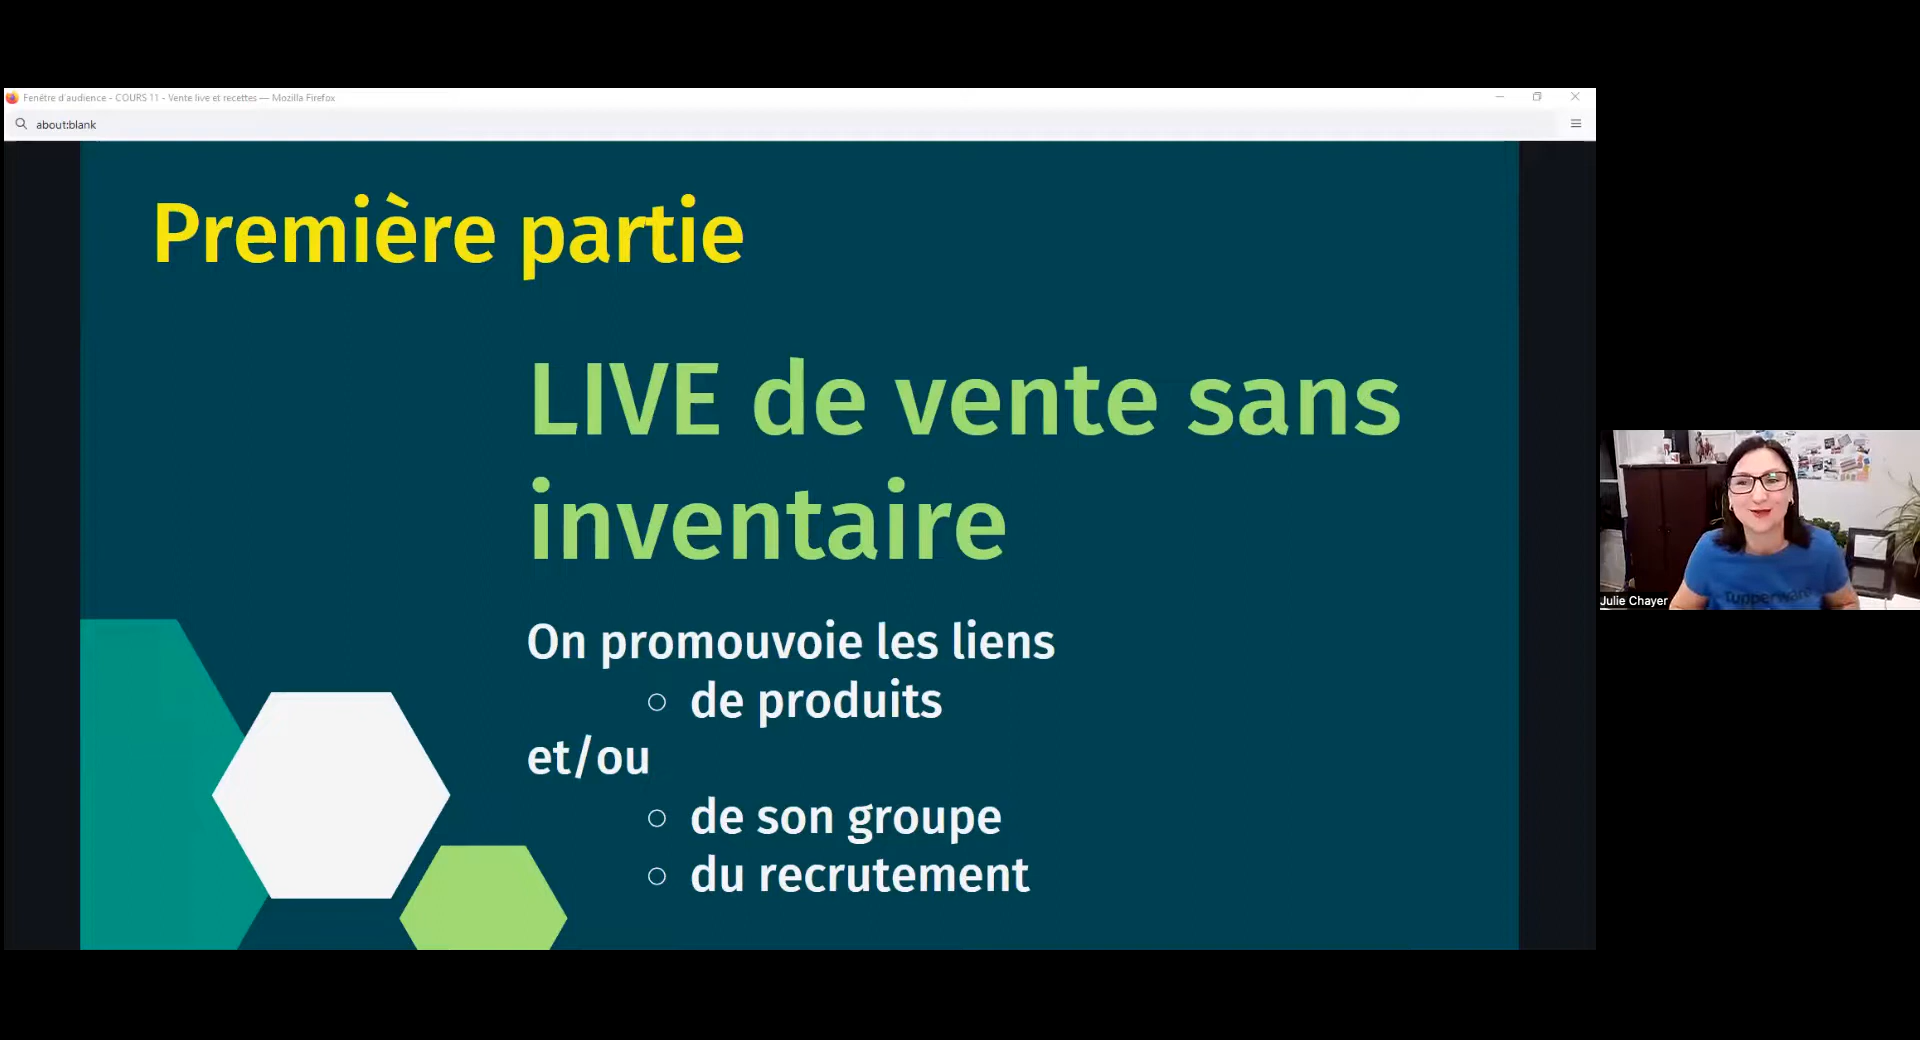 Fenêtre d'audience - COURS 11 - Vente live et recettes — Mozilla Firefox
about:blank
Première partie
LIVE de vente sans
inventaire
On promouvoie les liens
○ de produits
et/ou
○ de son groupe
○ du recrutement
Tupperware
Julie Chayer